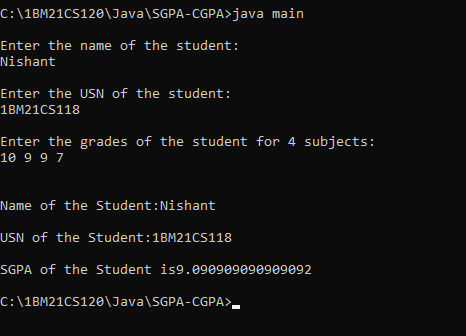 C:\1BM21CS120\Java\SGPA-CGPA>java main
Enter the name of the student:
Nishant
Enter the USN of the student:
1BM21CS118
Enter the grades of the student for 4 subjects:
10 9 9 7
Name of the Student:Nishant
USN of the Student:1BM21CS118
SGPA of the Student is9.090909090909092
C:\1BM21CS120\Java\SGPA-CGPA>